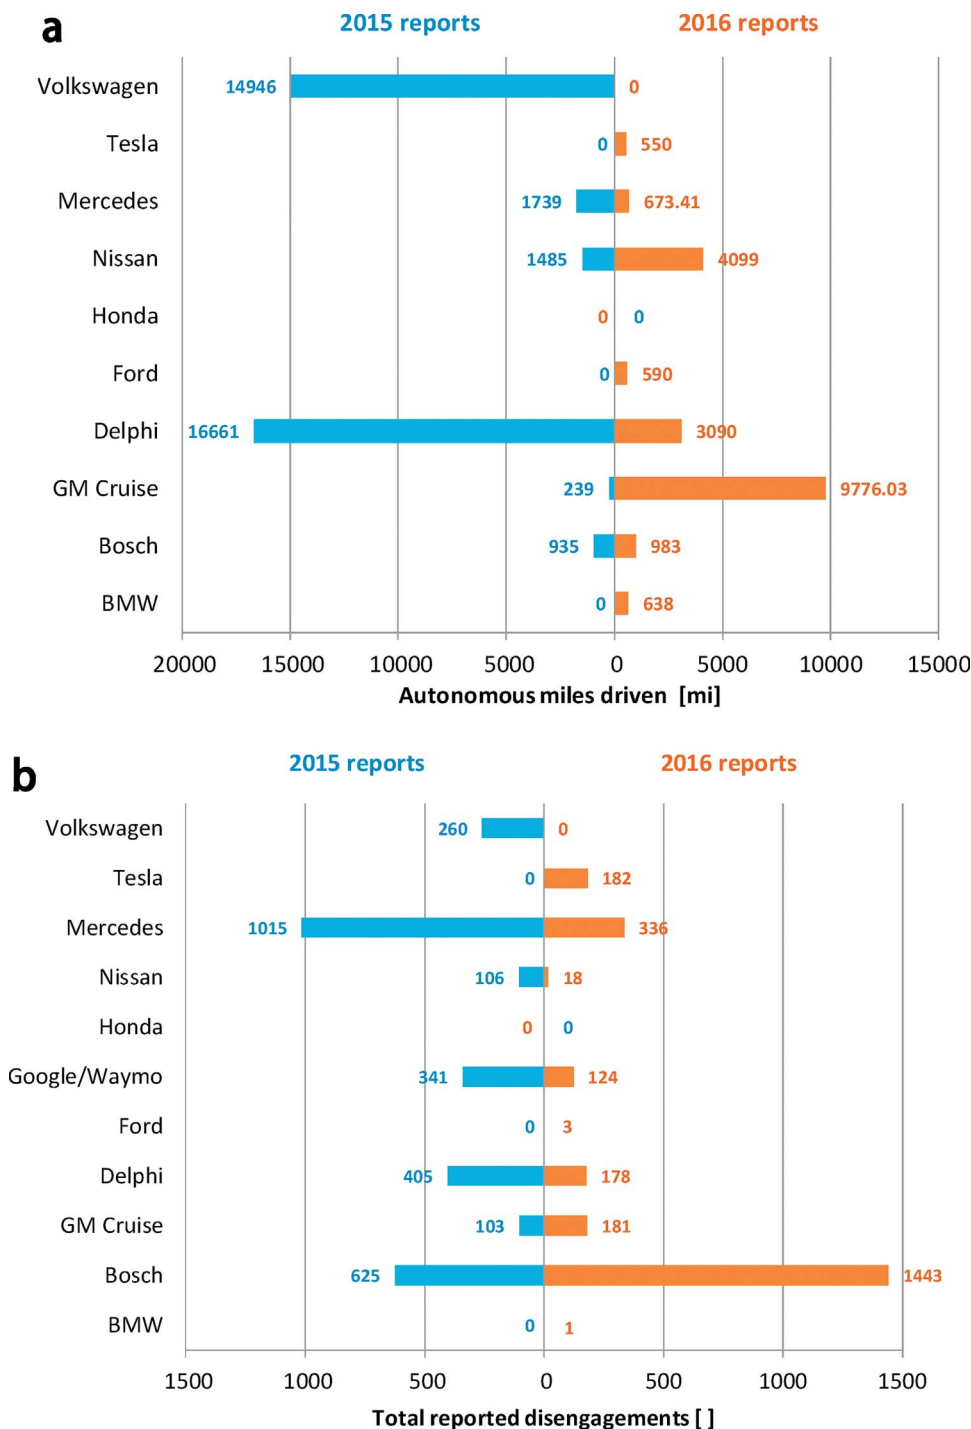 a
2015 reports 2016 reports
Volkswagen 14946 0
Tesla 0 550
Mercedes 1739 673.41
Nissan 1485 4099
Honda 0 0
Ford 0 590
Delphi 16661 3090
GM Cruise 239 9776.03
Bosch 935 983
BMW 0 638
20000 15000 10000 5000 0 5000 10000 15000
Autonomous miles driven [mi]
b
2015 reports 2016 reports
Volkswagen 260 0
Tesla 0 182
Mercedes 1015 336
Nissan 106 18
Honda 0 0
Google/Waymo 341 124
Ford 0 3
Delphi 405 178
GM Cruise 103 181
Bosch 625 1443
BMW 0 1
1500 1000 500 0 500 1000 1500
Total reported disengagements [ ]